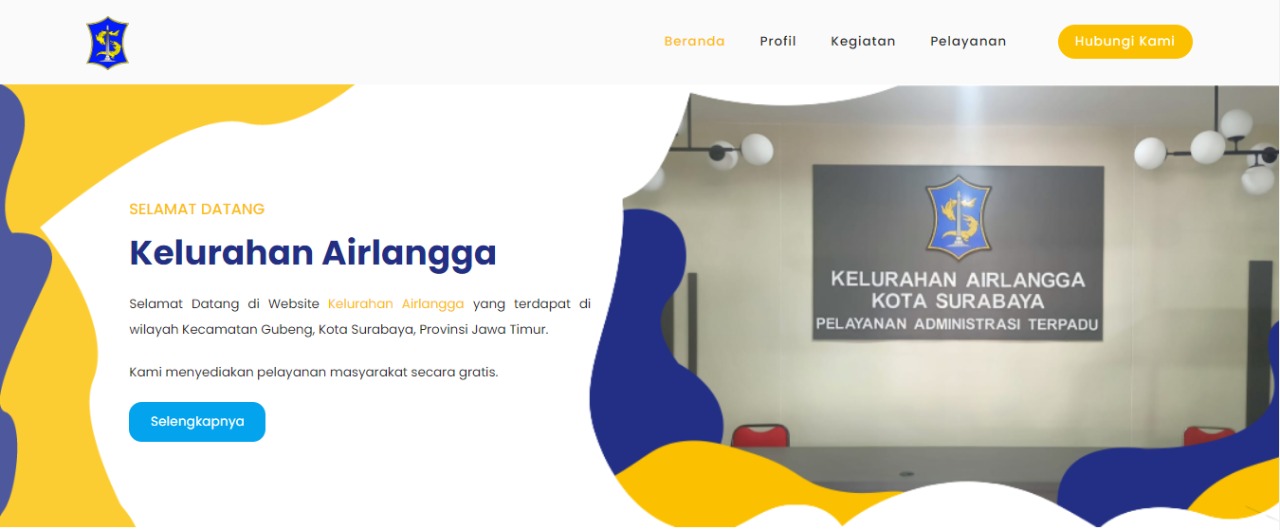 Beranda Profil Kegiatan Pelayanan Hubungi Kami
SELAMAT DATANG
Kelurahan Airlangga
Selamat Datang di Website Kelurahan Airlangga yang terdapat di
wilayah Kecamatan Gubeng, Kota Surabaya, Provinsi Jawa Timur.
Kami menyediakan pelayanan masyarakat secara gratis.
Selengkapnya
KELURAHAN AIRLANGGA
KOTA SURABAYA
PELAYANAN ADMINISTRASI TERPADU